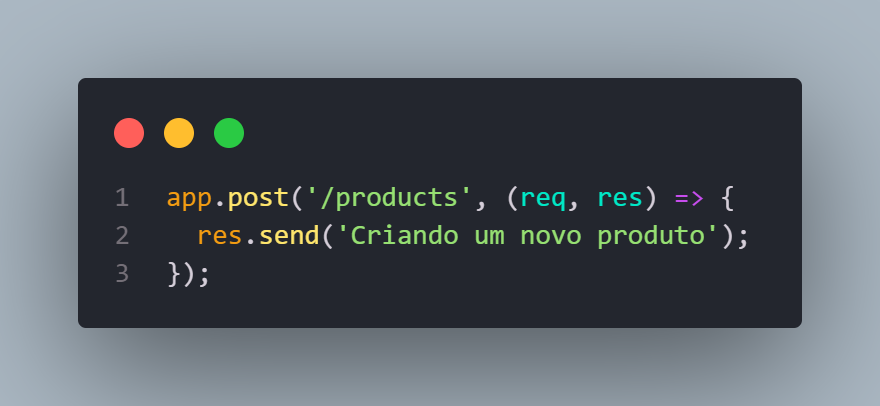 1 app.post('/products', (req, res) => {
2   res.send('Criando um novo produto');
3 });